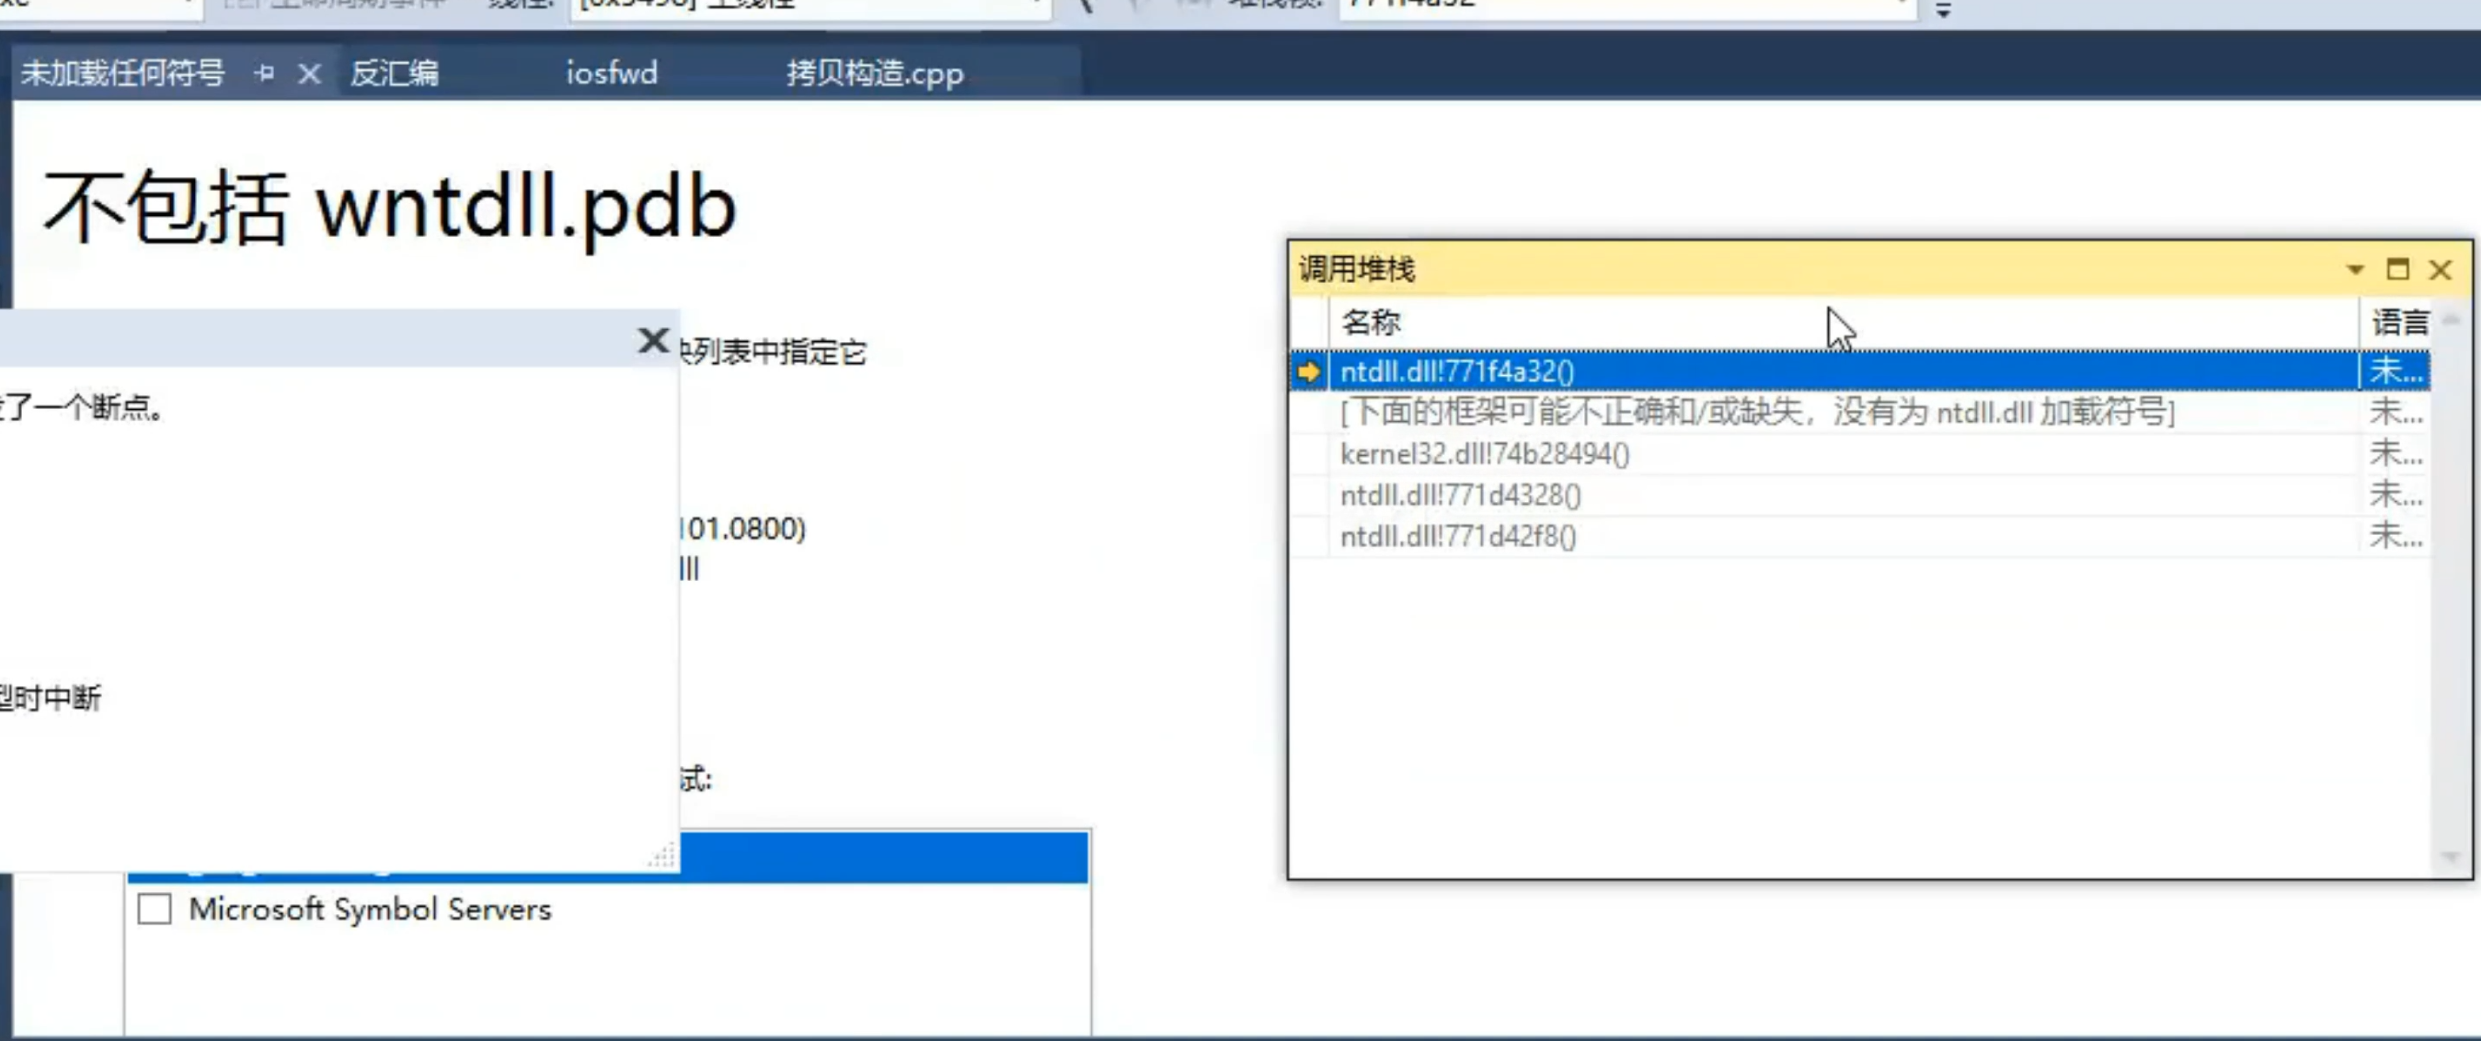 未加载任何符号 反汇编 iosfwd 拷贝构造.cpp
不包括 wntdll.pdb
列表中指定它
了一个断点。
01.0800)
ll
型时中断
试:
Microsoft Symbol Servers
调用堆栈
名称 语言
ntdll.dll!771f4a32() 未...
[下面的框架可能不正确和/或缺失，没有为 ntdll.dll 加载符号] 未...
kernel32.dll!74b28494() 未...
ntdll.dll!771d4328() 未...
ntdll.dll!771d42f8() 未...